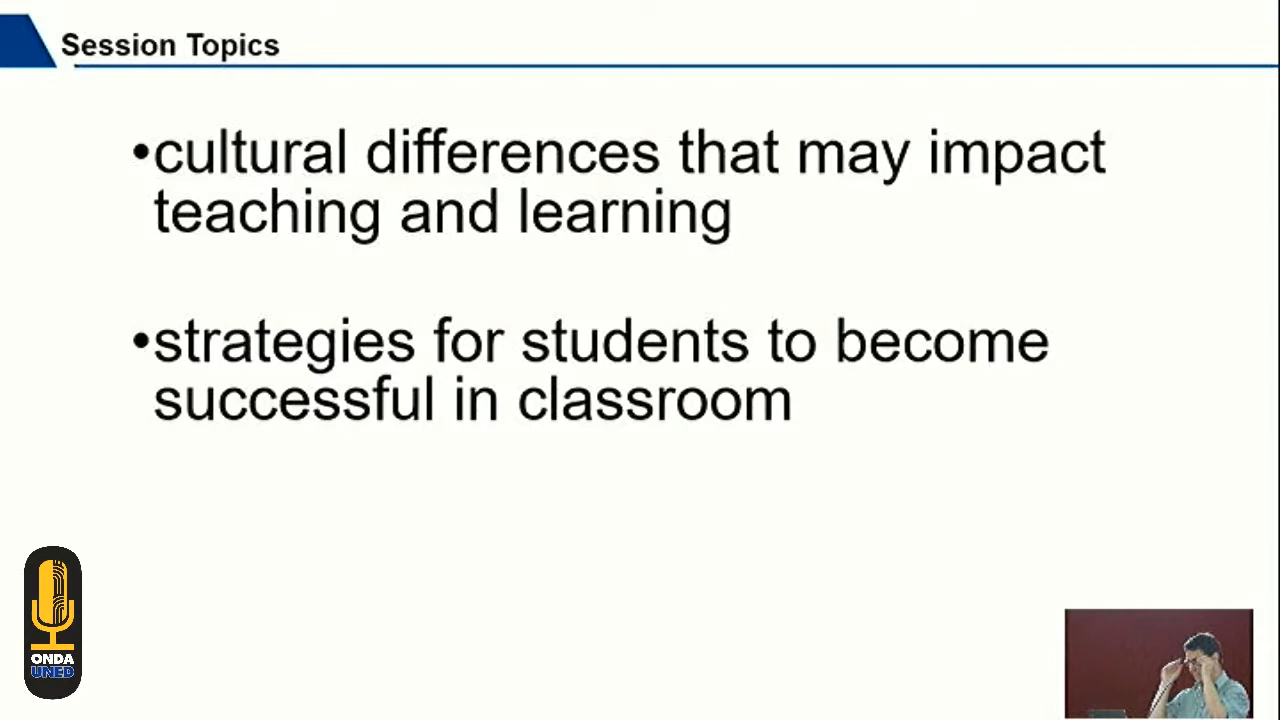 Session Topics
•cultural differences that may impact
teaching and learning
•strategies for students to become
successful in classroom
ONDA
UNED